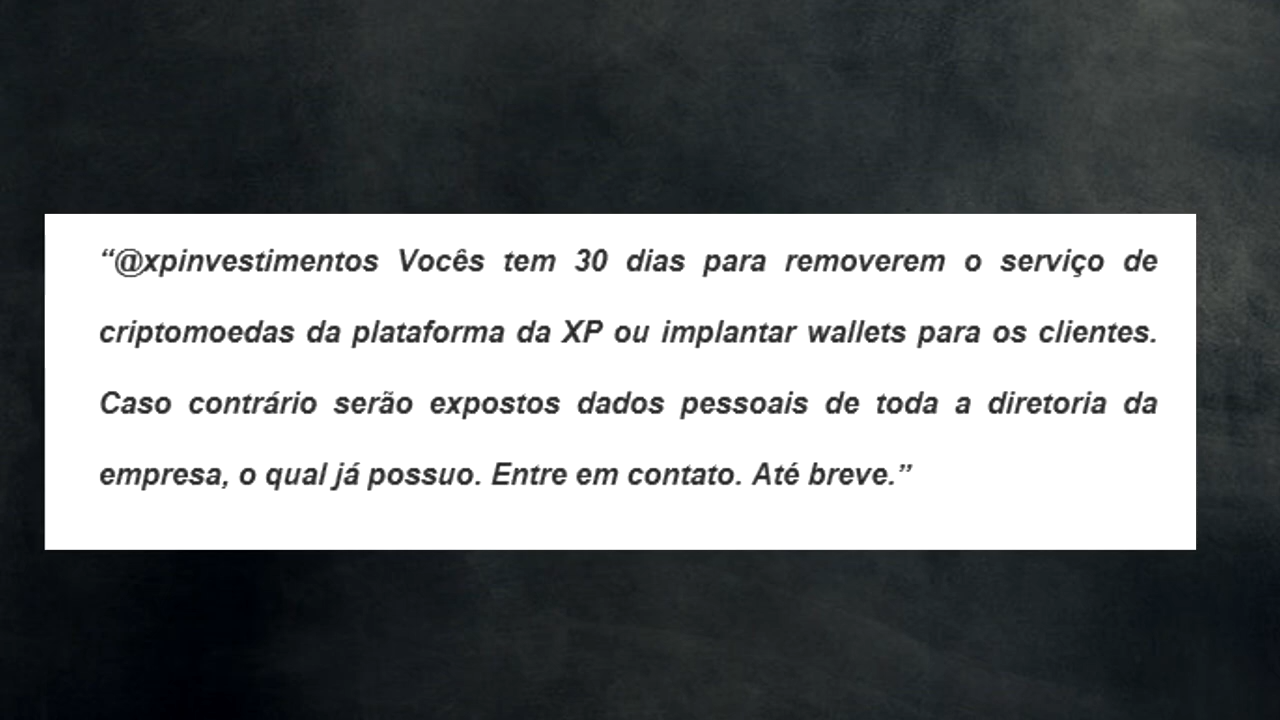 “@xpinvestimentos Vocês tem 30 dias para removerem o serviço de
criptomoedas da plataforma da XP ou implantar wallets para os clientes.
Caso contrário serão expostos dados pessoais de toda a diretoria da
empresa, o qual já possuo. Entre em contato. Até breve.”